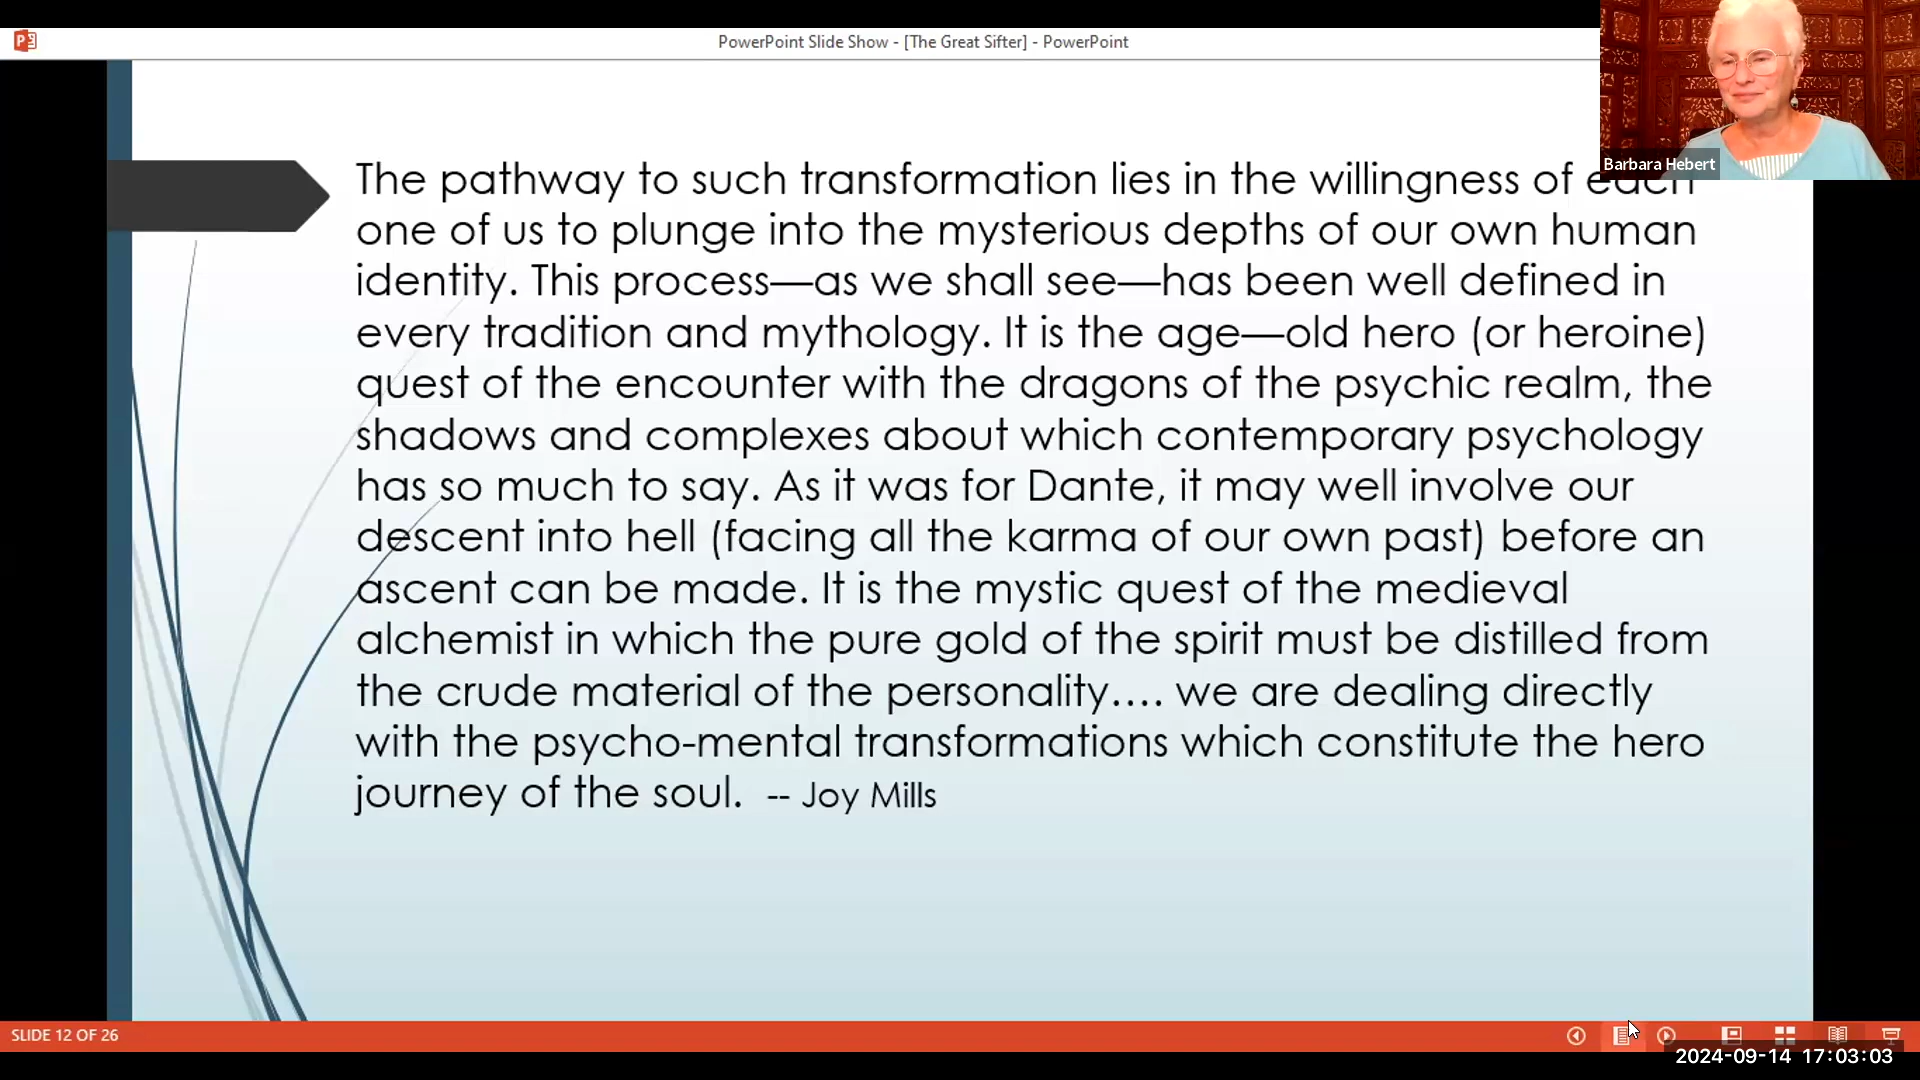 PowerPoint Slide Show - [The Great Sifter] - PowerPoint
Barbara Hebert
The pathway to such transformation lies in the willingness of each
one of us to plunge into the mysterious depths of our own human
identity. This process—as we shall see—has been well defined in
every tradition and mythology. It is the age—old hero (or heroine)
quest of the encounter with the dragons of the psychic realm, the
shadows and complexes about which contemporary psychology
has so much to say. As it was for Dante, it may well involve our
descent into hell (facing all the karma of our own past) before an
ascent can be made. It is the mystic quest of the medieval
alchemist in which the pure gold of the spirit must be distilled from
the crude material of the personality…. we are dealing directly
with the psycho-mental transformations which constitute the hero
journey of the soul. -- Joy Mills
SLIDE 12 OF 26
2024-09-14 17:03:03